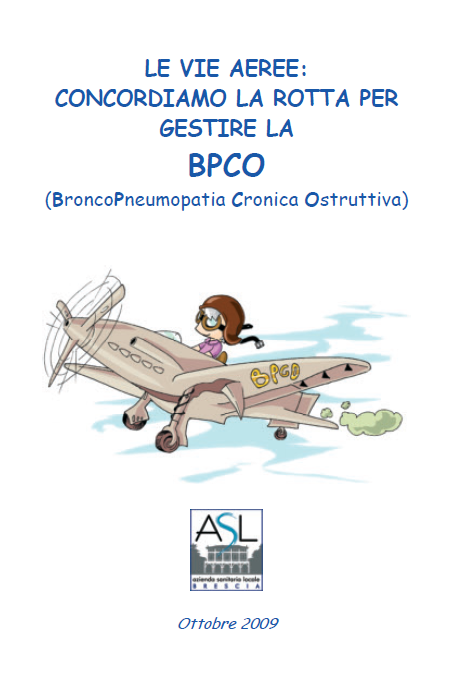 LE VIE AEREE:
CONCORDIAMO LA ROTTA PER
GESTIRE LA
BPCO
(BroncoPneumopatia Cronica Ostruttiva)
BPCO
ASL
azienda sanitaria locale
BRESCIA
Ottobre 2009